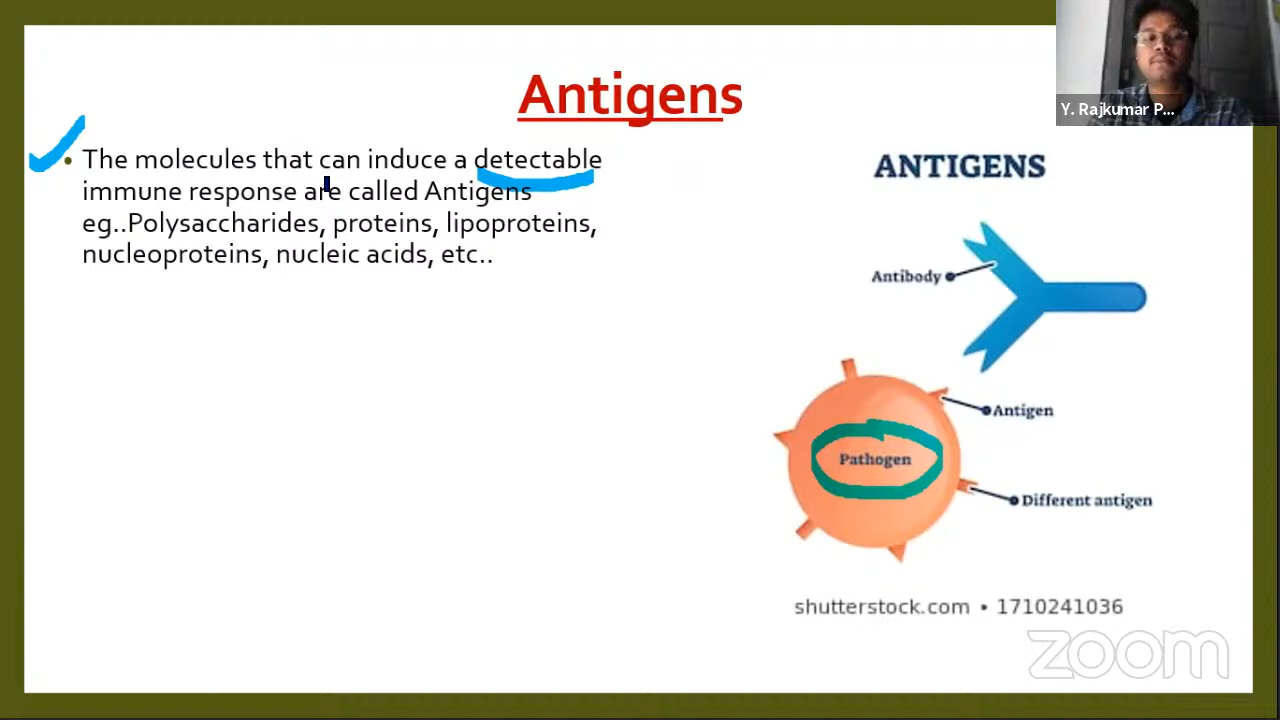 Antigens
Y. Rajkumar P...
• The molecules that can induce a detectable
immune response are called Antigens
eg..Polysaccharides, proteins, lipoproteins,
nucleoproteins, nucleic acids, etc..
ANTIGENS
Antibody
Antigen
Pathogen
Different antigen
shutterstock.com • 1710241036
zoom